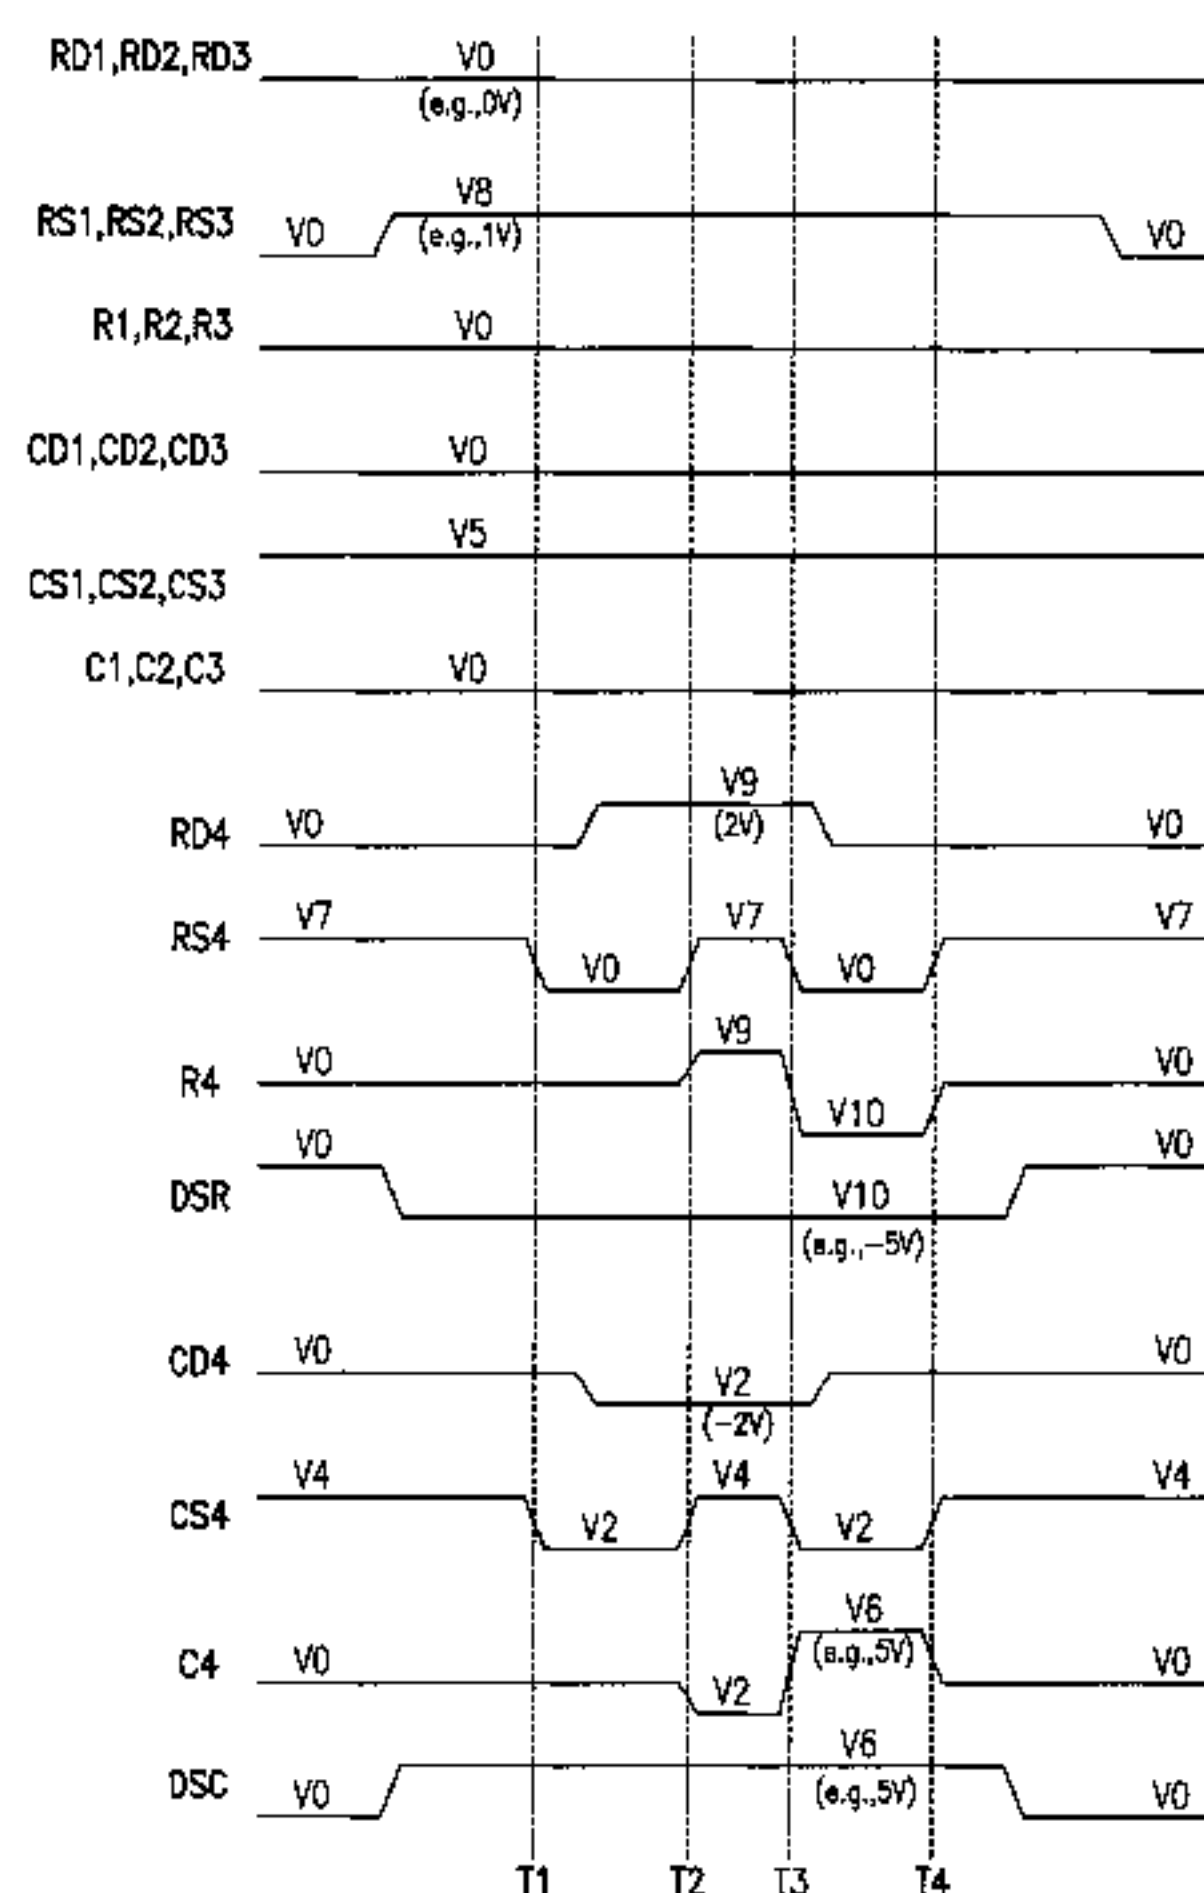 RD1,RD2,RD3 V0
(e.g.,0V)
V8
RS1,RS2,RS3 V0 (e.g.,1V) V0
R1,R2,R3 V0
CD1,CD2,CD3 V0
V5
CS1,CS2,CS3
C1,C2,C3 V0
V9
RD4 V0 (2V) V0
V7 V7 V7
RS4
V0 V0
V9
V0 V0
R4
V10
V0 V0
DSR V10
(e.g.,-5V)
V0 V0
CD4
V2
(-2V)
V4 V4 V4
CS4
V2 V2
V6
V0 (e.g.,5V) V0
C4
V2
V6
DSC V0 (e.g.,5V) V0
T1 T2 T3 T4